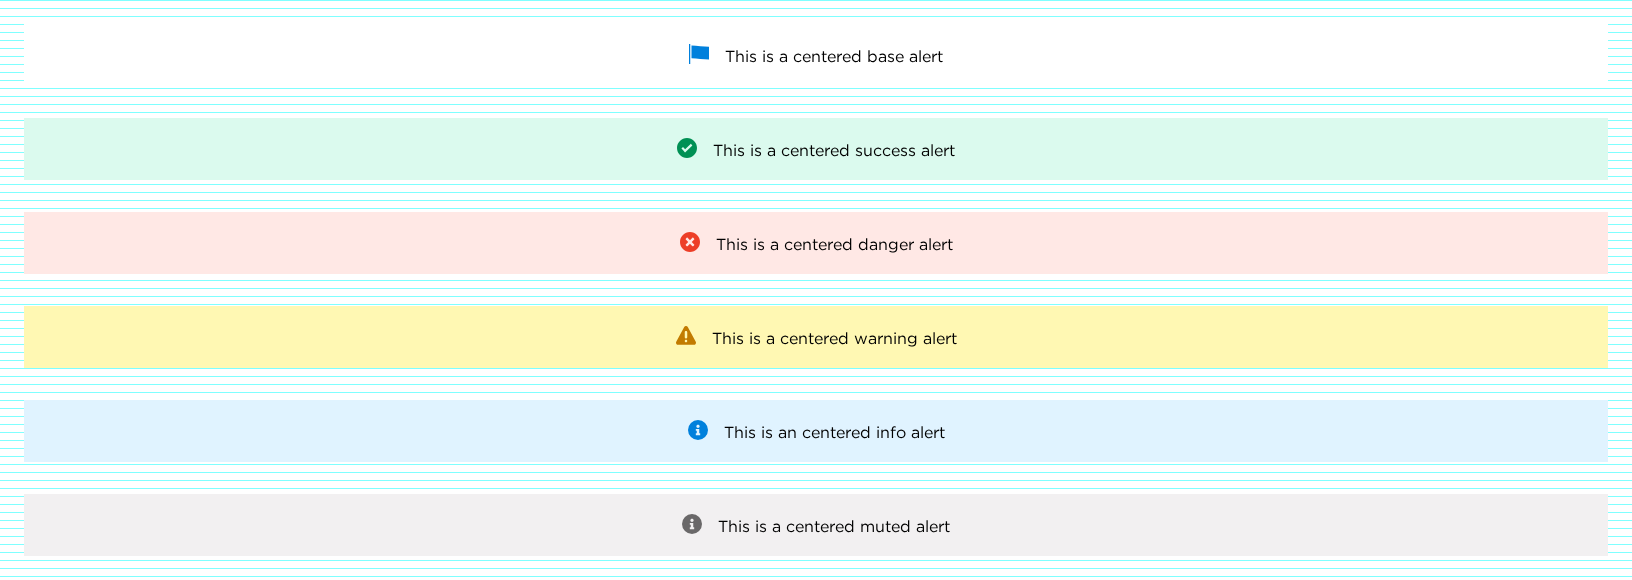 This is a centered base alert
This is a centered success alert
This is a centered danger alert
This is a centered warning alert
This is an centered info alert
This is a centered muted alert